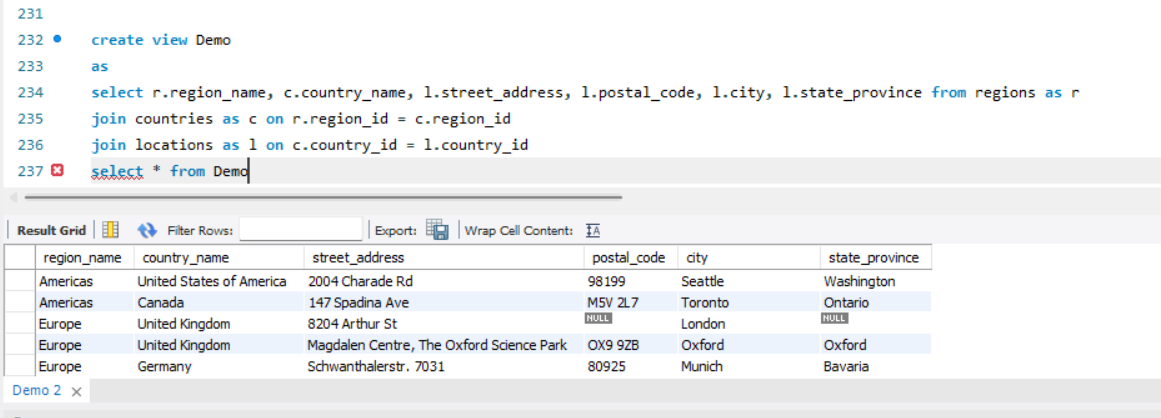 231
232 create view Demo
233 as
234 select r.region_name, c.country_name, l.street_address, l.postal_code, l.city, l.state_province from regions as r
235 join countries as c on r.region_id = c.region_id
236 join locations as l on c.country_id = l.country_id
237 select * from Demo
Result Grid Filter Rows: Export: Wrap Cell Content:
region_name country_name street_address postal_code city state_province
Americas United States of America 2004 Charade Rd 98199 Seattle Washington
Americas Canada 147 Spadina Ave M5V 2L7 Toronto Ontario
Europe United Kingdom 8204 Arthur St NULL London NULL
Europe United Kingdom Magdalen Centre, The Oxford Science Park OX9 9ZB Oxford Oxford
Europe Germany Schwanthalerstr. 7031 80925 Munich Bavaria
Demo 2